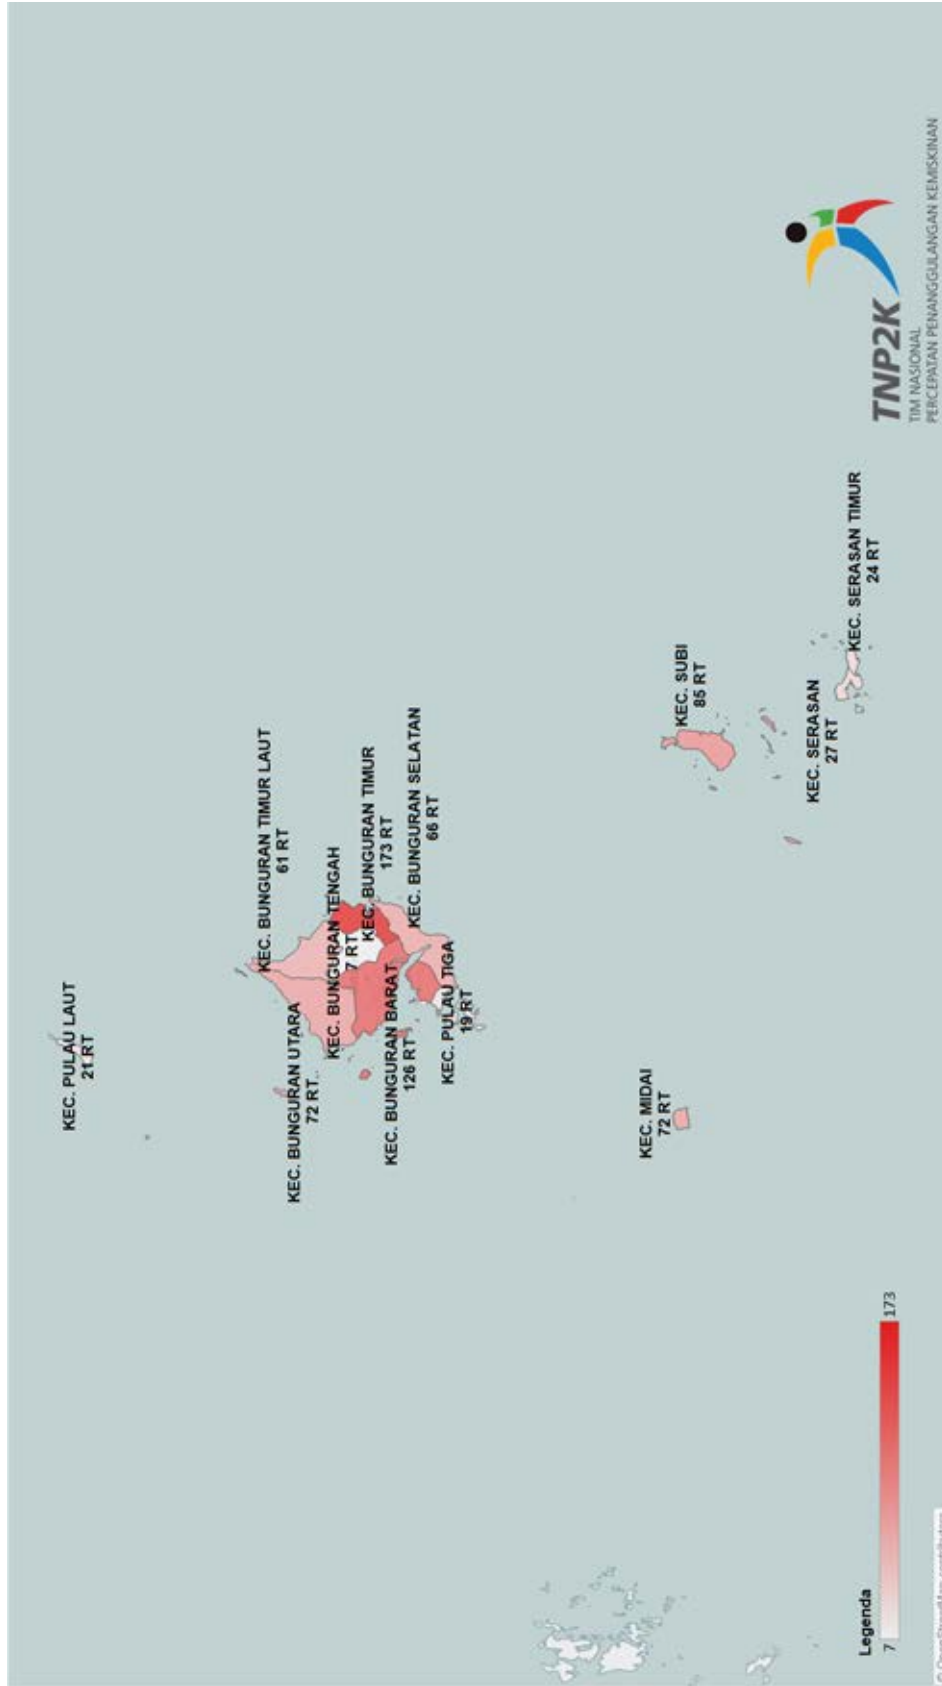 KEC. PULAU LAUT
21 RT
KEC. BUNGURAN TIMUR LAUT
61 RT
KEC. BUNGURAN UTARA
72 RT
KEC. BUNGURAN TENGAH
7 RT
KEC. BUNGURAN TIMUR
173 RT
KEC. BUNGURAN BARAT
126 RT
KEC. BUNGURAN SELATAN
66 RT
KEC. PULAU TIGA
19 RT
KEC. MIDAI
72 RT
KEC. SUBI
85 RT
KEC. SERASAN
27 RT
KEC. SERASAN TIMUR
24 RT
Legenda
7
173
TNP2K
TIM NASIONAL
PERCEPATAN PENANGGULANGAN KEMISKINAN